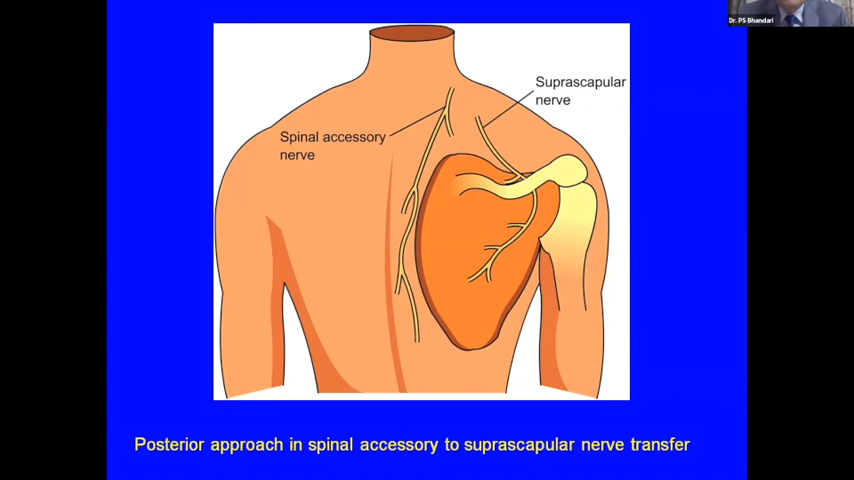 Dr. PS Bhandari
Suprascapular
nerve
Spinal accessory
nerve
Posterior approach in spinal accessory to suprascapular nerve transfer